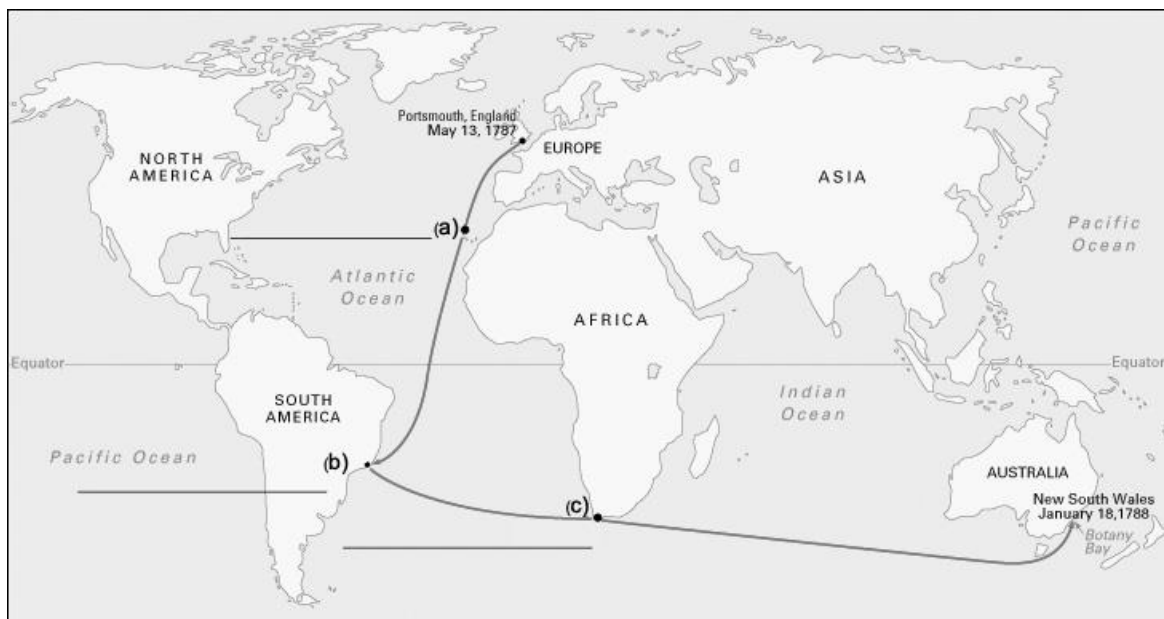 Portsmouth, England
May 13, 1787
EUROPE
NORTH
AMERICA
ASIA
(a)
Pacific
Ocean
Atlantic
Ocean
AFRICA
Equator
Equator
SOUTH
AMERICA
Indian
Ocean
Pacific Ocean
(b)
AUSTRALIA
New South Wales
January 18,1788
(c)
Botany
Bay